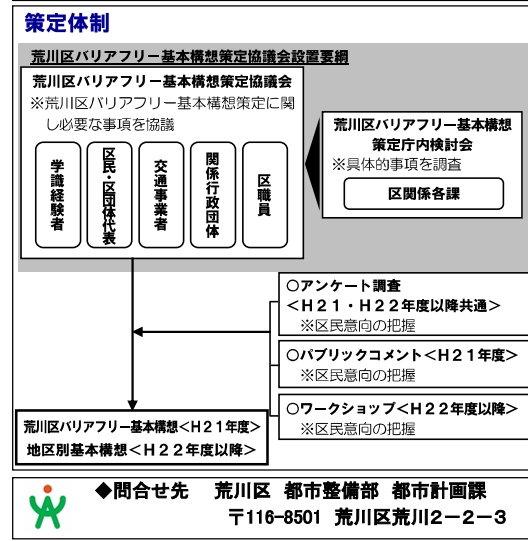 策定体制
荒川区バリアフリー基本構想策定協議会設置要綱
荒川区バリアフリー基本構想策定協議会
※荒川区バリアフリー基本構想策定に関
し必要な事項を協議
学識経験者
区民・区団体代表
交通事業者
関係行政団体
区職員
荒川区バリアフリー基本構想
策定庁内検討会
※具体的事項を調査
区関係各課
○アンケート調査
<H21・H22年度以降共通>
※区民意向の把握
○パブリックコメント<H21年度>
※区民意向の把握
○ワークショップ<H22年度以降>
※区民意向の把握
荒川区バリアフリー基本構想<H21年度>
地区別基本構想<H22年度以降>
◆問合せ先　荒川区　都市整備部　都市計画課
〒116-8501　荒川区荒川2-2-3